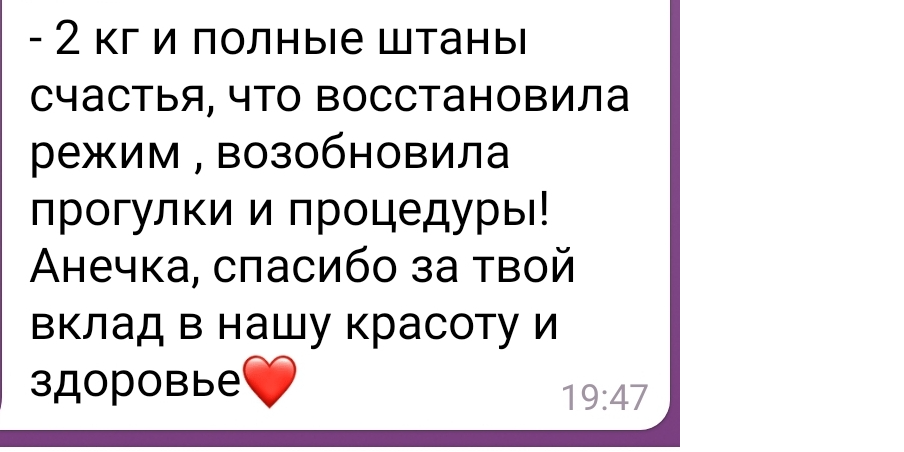 - 2 кг и полные штаны
счастья, что восстановила
режим , возобновила
прогулки и процедуры!
Анечка, спасибо за твой
вклад в нашу красоту и
здоровье❤️
19:47